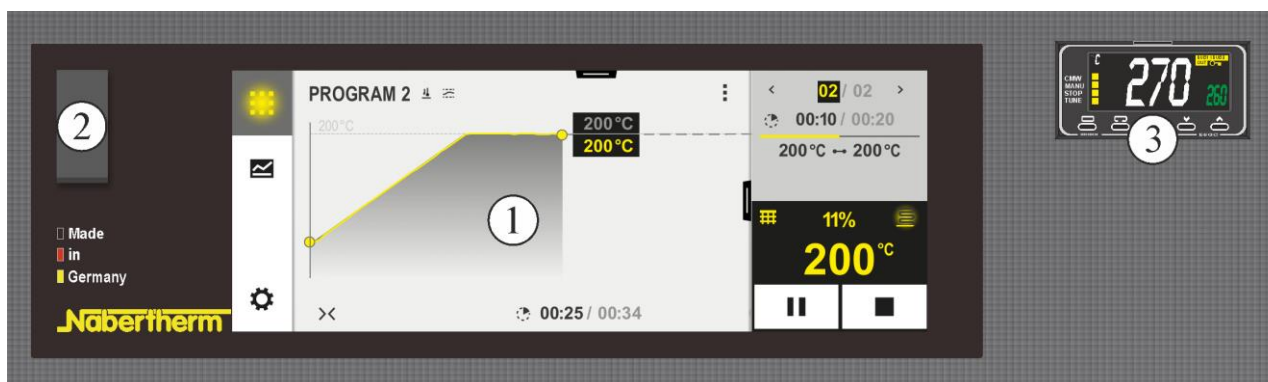 2
Made
in
Germany
Nabertherm
PROGRAM 2
200°C
200°C
200°C
1
00:25 / 00:34
02 / 02
00:10 / 00:20
200°C 200°C
11%
200°C
C
CMW
MANU
STOP
TUNE
270
260
3